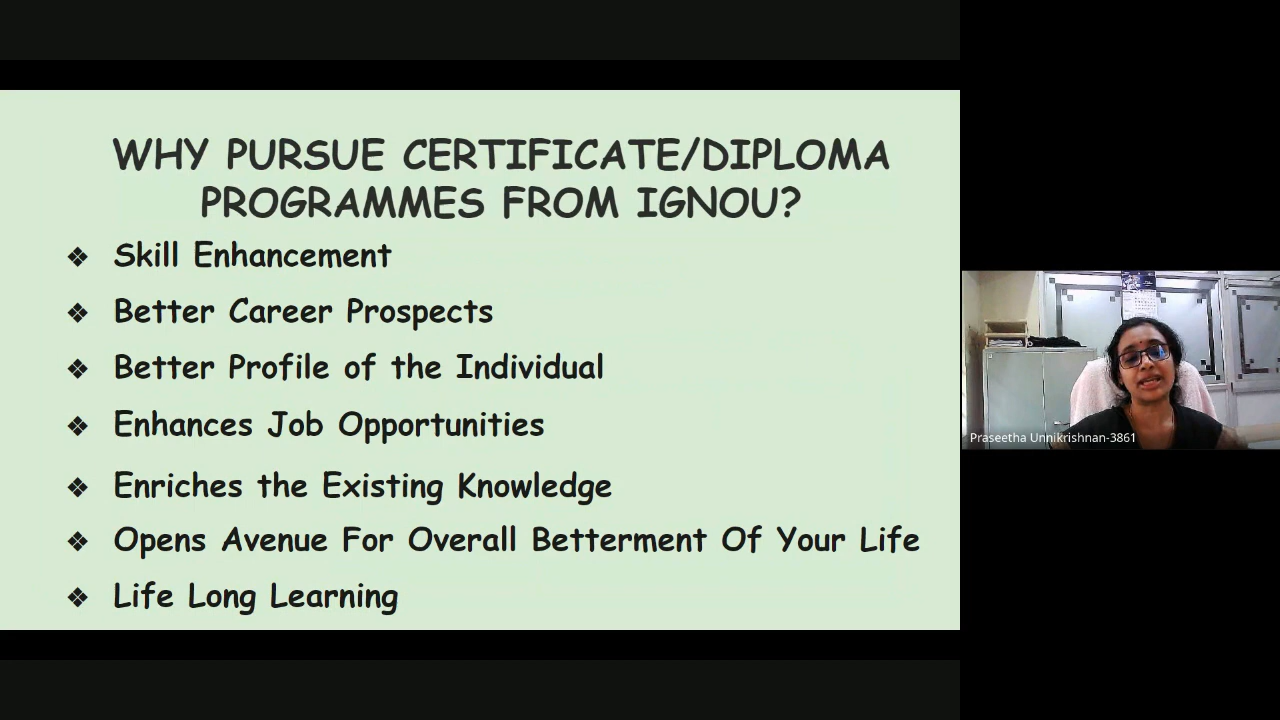 WHY PURSUE CERTIFICATE/DIPLOMA
PROGRAMMES FROM IGNOU?
❖ Skill Enhancement
❖ Better Career Prospects
❖ Better Profile of the Individual
❖ Enhances Job Opportunities
❖ Enriches the Existing Knowledge
❖ Opens Avenue For Overall Betterment Of Your Life
❖ Life Long Learning
Praseetha Unnikrishnan-3861